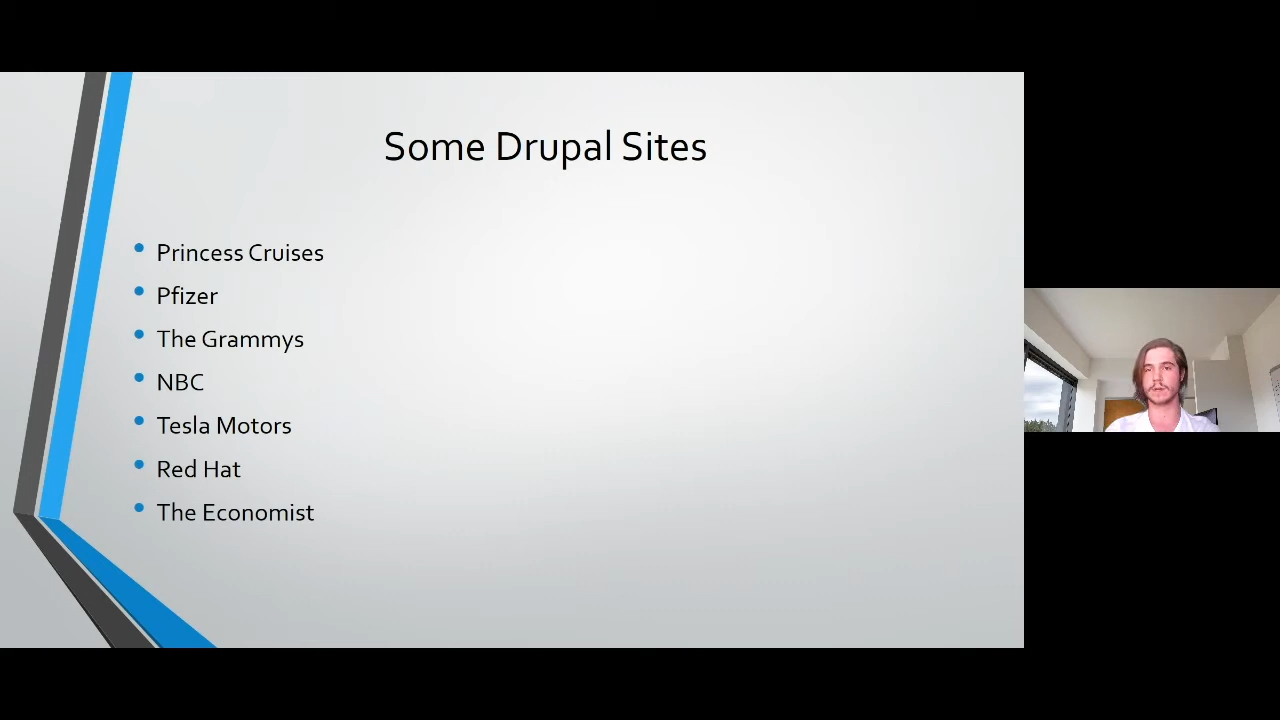 Some Drupal Sites
• Princess Cruises
• Pfizer
• The Grammys
• NBC
• Tesla Motors
• Red Hat
• The Economist